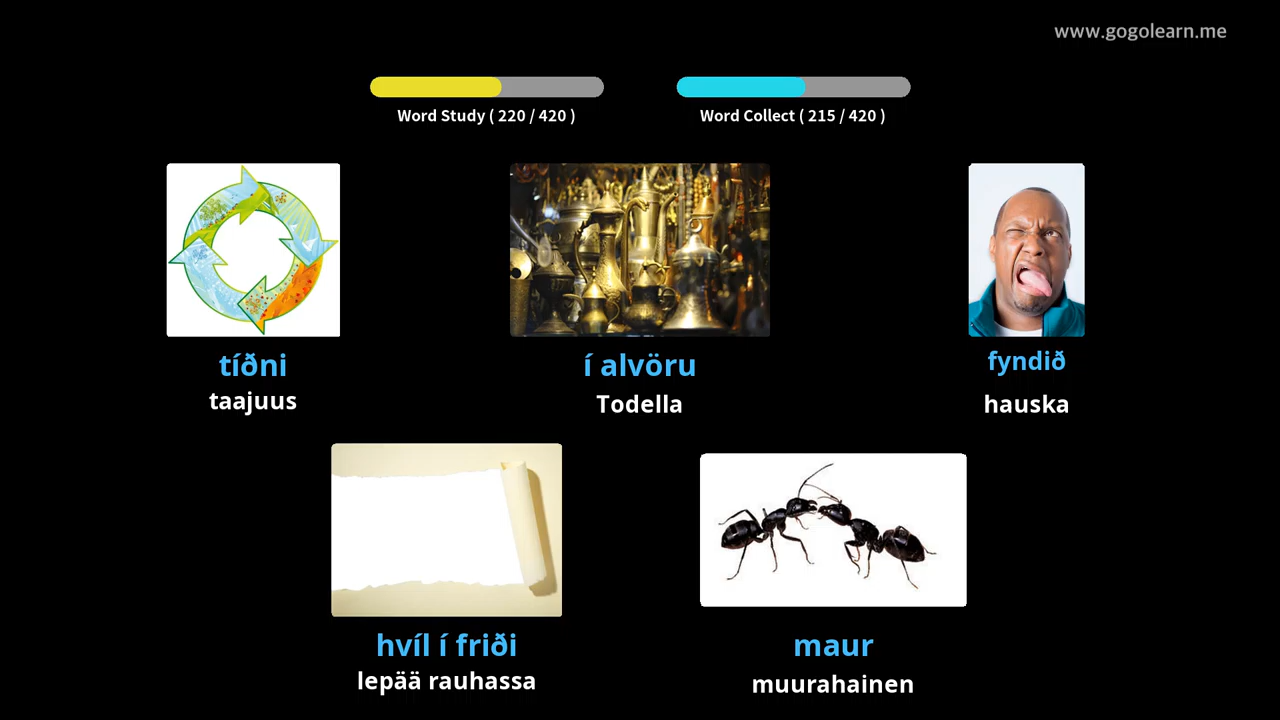 www.gogolearn.me
Word Study ( 220 / 420 )
Word Collect ( 215 / 420 )
tíðni
taajuus
í alvöru
Todella
fyndið
hauska
hvíl í friði
lepää rauhassa
maur
muurahainen